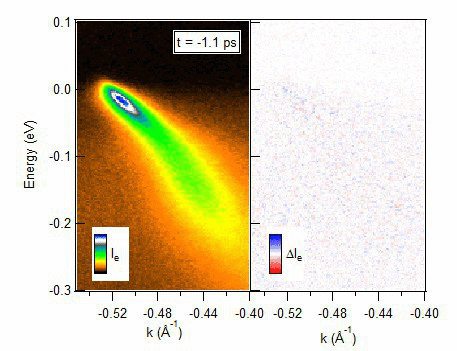 0.1
t = -1.1 ps
0.0
Energy (eV)
-0.1
-0.2
-0.3
Ie
ΔIe
-0.52 -0.48 -0.44 -0.40
-0.52 -0.48 -0.44 -0.40
k (Å-1)
k (Å-1)